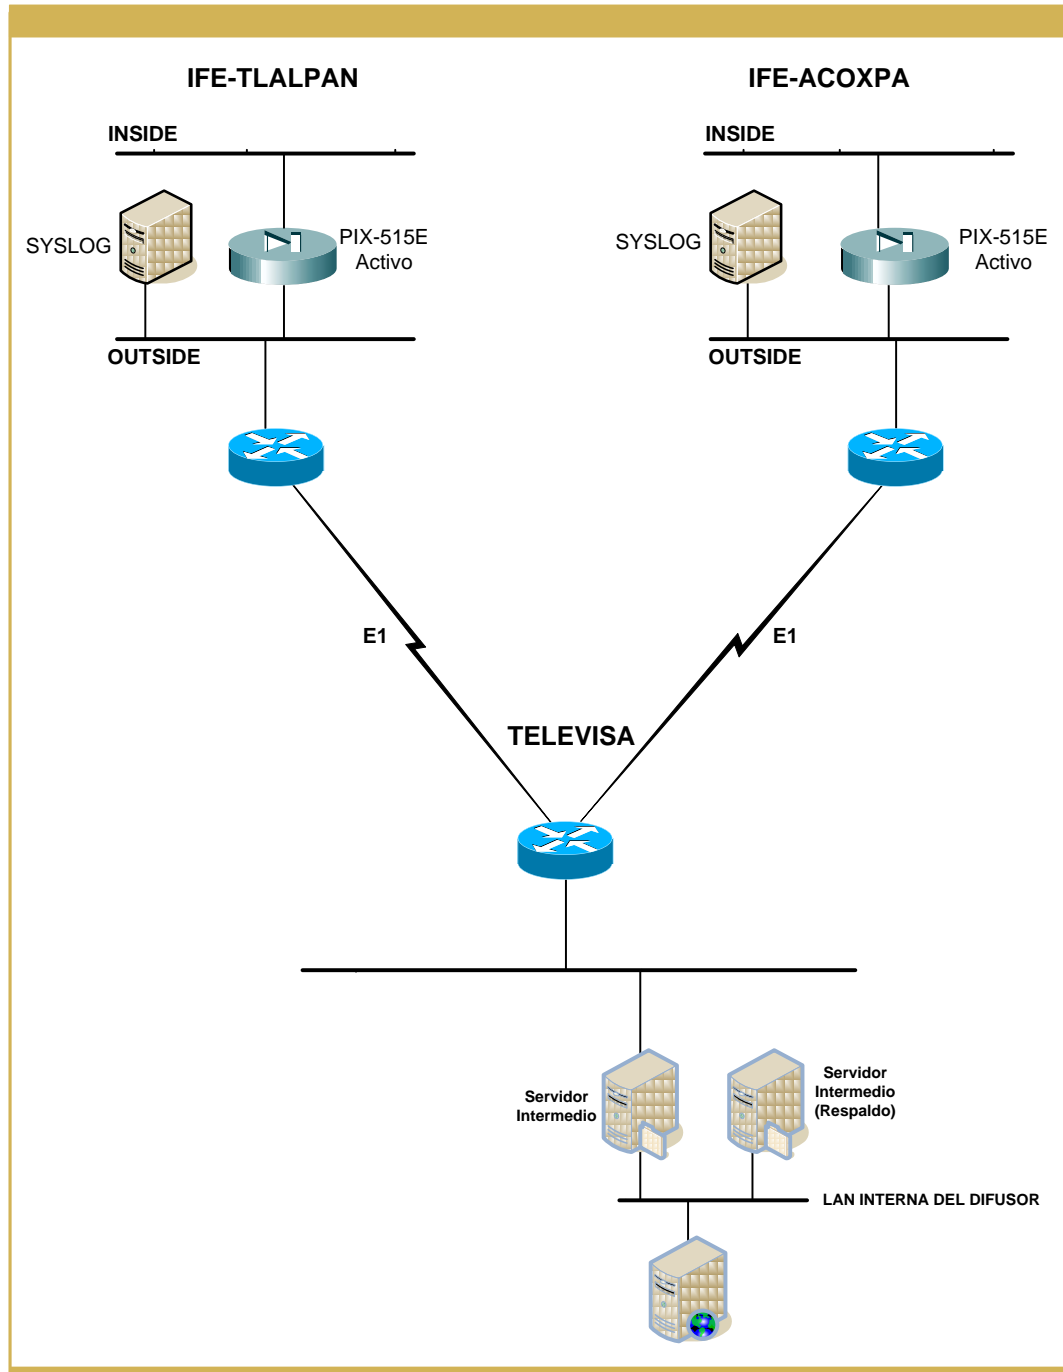 IFE-TLALPAN
IFE-ACOXPA
INSIDE
INSIDE
SYSLOG
PIX-515E
Activo
SYSLOG
PIX-515E
Activo
OUTSIDE
OUTSIDE
E1
E1
TELEVISA
Servidor
Intermedio
Servidor
Intermedio
(Respaldo)
LAN INTERNA DEL DIFUSOR